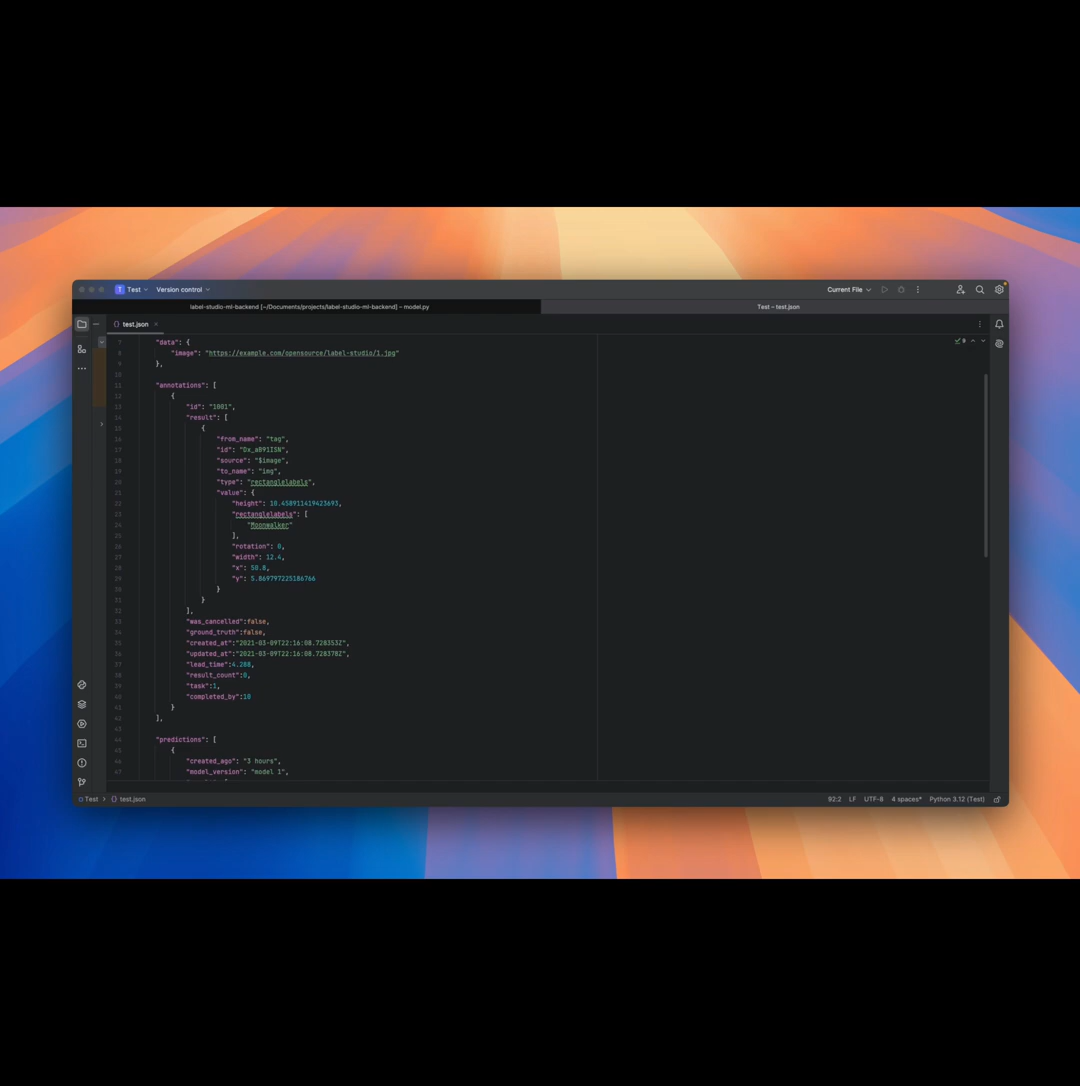 T Test Version control Current File
label-studio-ml-backend [~/Documents/projects/label-studio-ml-backend] – model.py Test – test.json
{} test.json ×
7 "data": {
8 "image": "https://example.com/opensource/label-studio/1.jpg"
9 },
10
11 "annotations": [
12 {
13 "id": "1001",
14 "result": [
15 {
16 "from_name": "tag",
17 "id": "Dx_aB91ISN",
18 "source": "$image",
19 "to_name": "img",
20 "type": "rectanglelabels",
21 "value": {
22 "height": 10.458911419423693,
23 "rectanglelabels": [
24 "Moonwalker"
25 ],
26 "rotation": 0,
27 "width": 12.4,
28 "x": 50.8,
29 "y": 5.869797225186766
30 }
31 }
32 ],
33 "was_cancelled":false,
34 "ground_truth":false,
35 "created_at":"2021-03-09T22:16:08.728353Z",
36 "updated_at":"2021-03-09T22:16:08.728378Z",
37 "lead_time":4.288,
38 "result_count":0,
39 "task":1,
40 "completed_by":10
41 }
42 ],
43
44 "predictions": [
45 {
46 "created_ago": "3 hours",
47 "model_version": "model 1",
Test > {} test.json 92:2 LF UTF-8 4 spaces* Python 3.12 (Test)